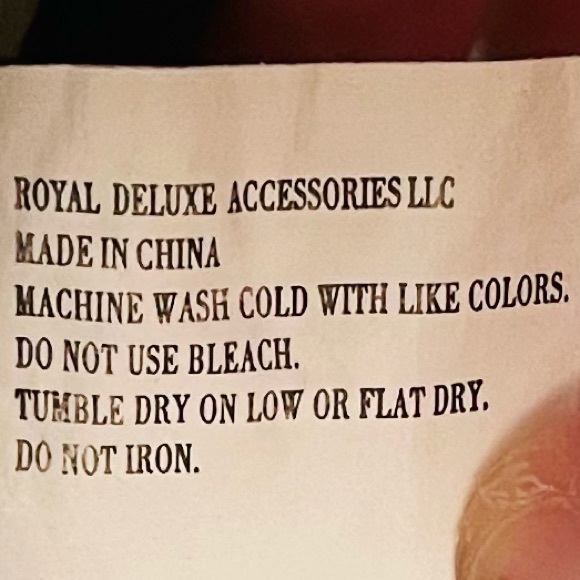 ROYAL DELUXE ACCESSORIES LLC
MADE IN CHINA
MACHINE WASH COLD WITH LIKE COLORS.
DO NOT USE BLEACH.
TUMBLE DRY ON LOW OR FLAT DRY.
DO NOT IRON.